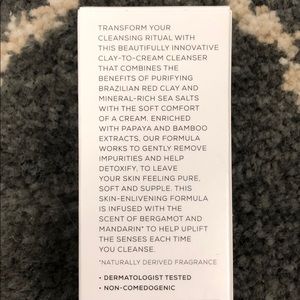 TRANSFORM YOUR
CLEANSING RITUAL WITH
THIS BEAUTIFULLY INNOVATIVE
CLAY-TO-CREAM CLEANSER
THAT COMBINES THE
BENEFITS OF PURIFYING
BRAZILIAN RED CLAY AND
MINERAL-RICH SEA SALTS
WITH THE SOFT COMFORT
OF A CREAM. ENRICHED
WITH PAPAYA AND BAMBOO
EXTRACTS, OUR FORMULA
WORKS TO GENTLY REMOVE
IMPURITIES AND HELP
DETOXIFY, TO LEAVE
YOUR SKIN FEELING PURE,
SOFT AND SUPPLE. THIS
SKIN-ENLIVENING FORMULA
IS INFUSED WITH THE
SCENT OF BERGAMOT AND
MANDARIN* TO HELP UPLIFT
THE SENSES EACH TIME
YOU CLEANSE.
*NATURALLY DERIVED FRAGRANCE
• DERMATOLOGIST TESTED
• NON-COMEDOGENIC